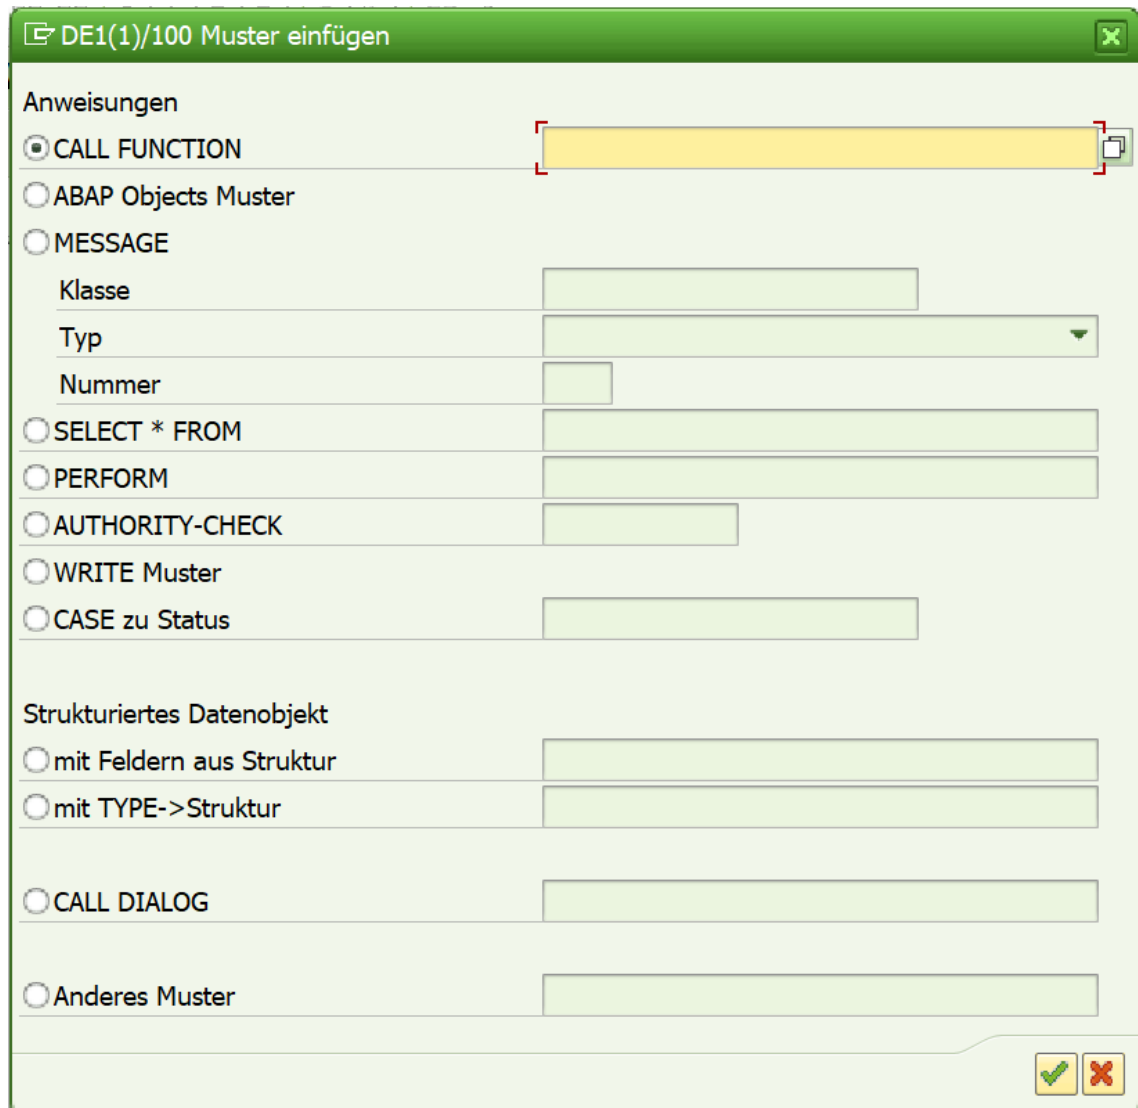 DE1(1)/100 Muster einfügen
Anweisungen
CALL FUNCTION
ABAP Objects Muster
MESSAGE
Klasse
Typ
Nummer
SELECT * FROM
PERFORM
AUTHORITY-CHECK
WRITE Muster
CASE zu Status
Strukturiertes Datenobjekt
mit Feldern aus Struktur
mit TYPE->Struktur
CALL DIALOG
Anderes Muster